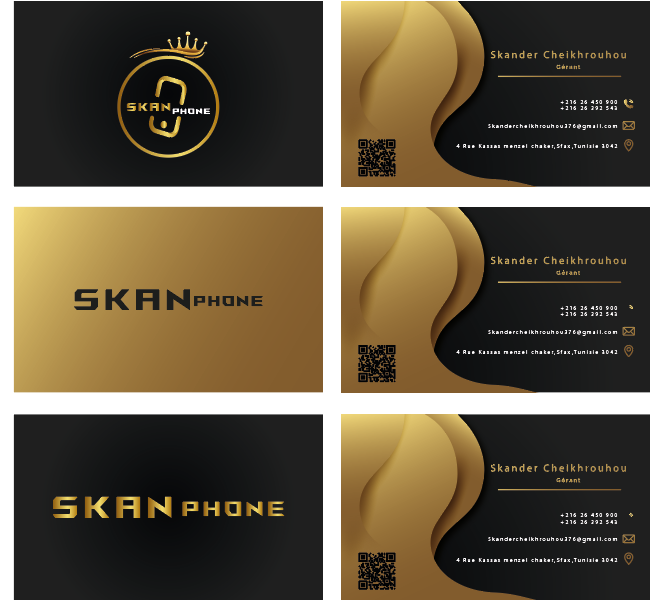 SKAN PHONE
Skander Cheikhrouhou
Gérant
+216 26 450 900
+216 26 292 543
Skandercheikhrouhou376@gmail.com
4 Rue Kassas menzel chaker,Sfax,Tunisie 3042
SKANPHONE
Skander Cheikhrouhou
Gérant
+216 26 450 900
+216 26 292 543
Skandercheikhrouhou376@gmail.com
4 Rue Kassas menzel chaker,Sfax,Tunisie 3042
SKAN PHONE
Skander Cheikhrouhou
Gérant
+216 26 450 900
+216 26 292 543
Skandercheikhrouhou376@gmail.com
4 Rue Kassas menzel chaker,Sfax,Tunisie 3042